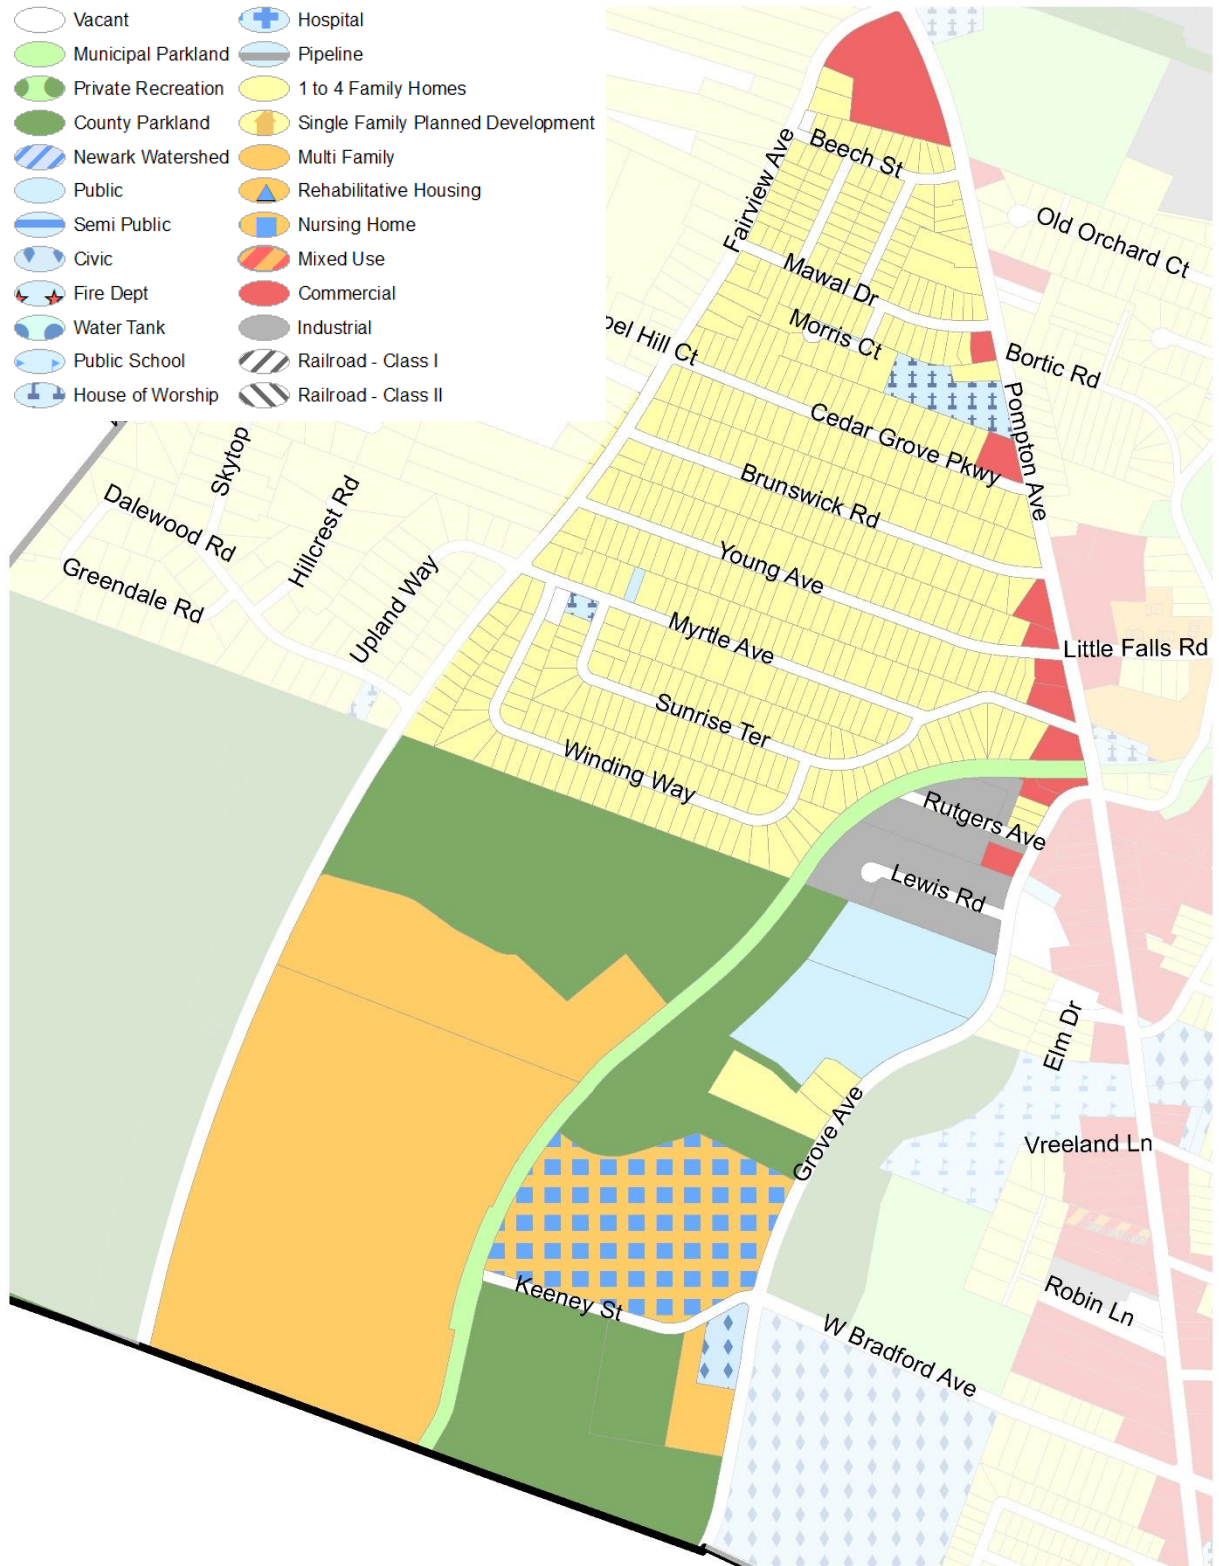 Vacant
Municipal Parkland
Private Recreation
County Parkland
Newark Watershed
Public
Semi Public
Civic
Fire Dept
Water Tank
Public School
House of Worship
Hospital
Pipeline
1 to 4 Family Homes
Single Family Planned Development
Multi Family
Rehabilitative Housing
Nursing Home
Mixed Use
Commercial
Industrial
Railroad - Class I
Railroad - Class II
Fairview Ave
Beech St
Old Orchard Ct
Mawal Dr
Morris Ct
pel Hill Ct
Bortic Rd
Pompton Ave
Cedar Grove Pkwy
Brunswick Rd
Skytop
Dalewood Rd
Hillcrest Rd
Greendale Rd
Upland Way
Young Ave
Myrtle Ave
Little Falls Rd
Sunrise Ter
Winding Way
Rutgers Ave
Lewis Rd
Elm Dr
Grove Ave
Vreeland Ln
Keeney St
Robin Ln
W Bradford Ave